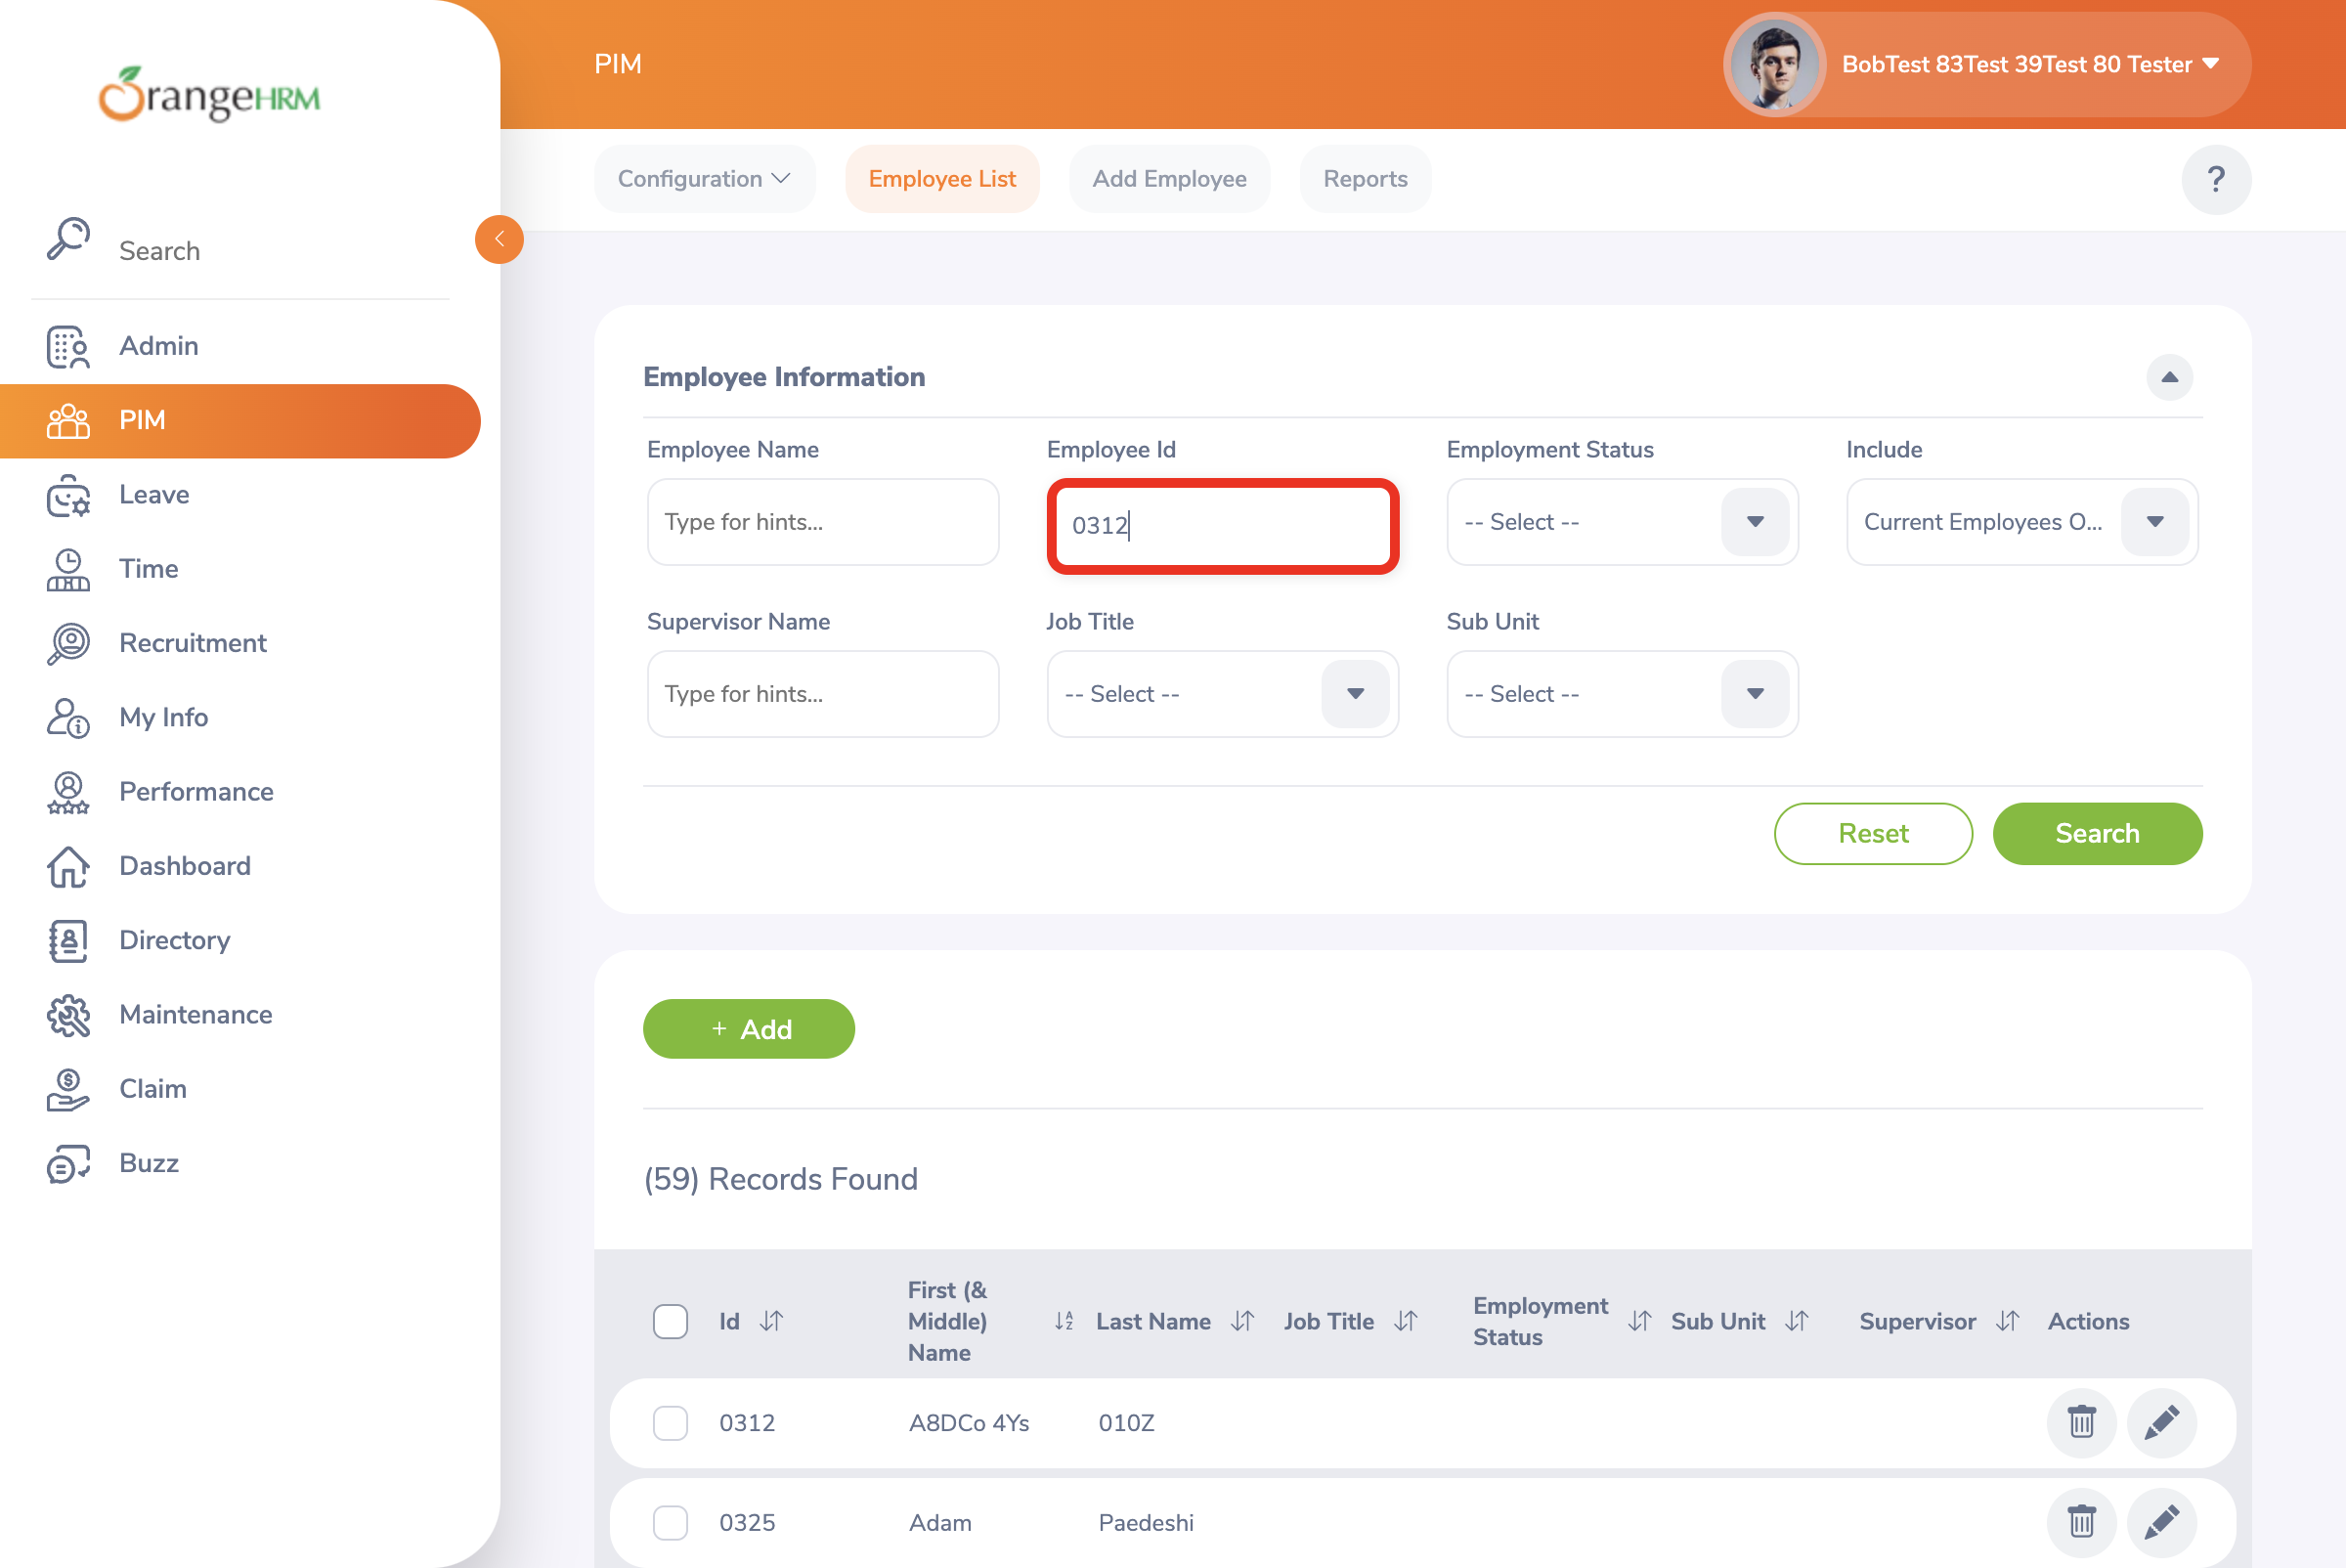 OrangeHRM
PIM
BobTest 83Test 39Test 80 Tester
Configuration
Employee List
Add Employee
Reports
?
Search
Admin
PIM
Leave
Time
Recruitment
My Info
Performance
Dashboard
Directory
Maintenance
Claim
Buzz
Employee Information
Employee Name
Employee Id
Employment Status
Include
Type for hints...
0312
-- Select --
Current Employees O...
Supervisor Name
Job Title
Sub Unit
Type for hints...
-- Select --
-- Select --
Reset
Search
+ Add
(59) Records Found
Id
First (&
Middle)
Name
Last Name
Job Title
Employment
Status
Sub Unit
Supervisor
Actions
0312
A8DCo 4Ys
010Z
0325
Adam
Paedeshi